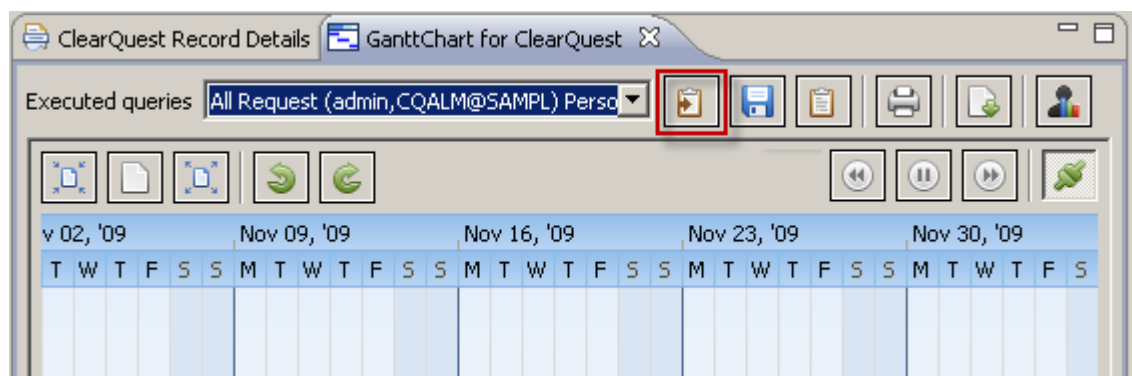 ClearQuest Record Details GanttChart for ClearQuest
Executed queries All Request (admin,CQALM@SAMPL) Perso
v 02, '09 Nov 09, '09 Nov 16, '09 Nov 23, '09 Nov 30, '09
T W T F S S M T W T F S S M T W T F S S M T W T F S S M T W T F S